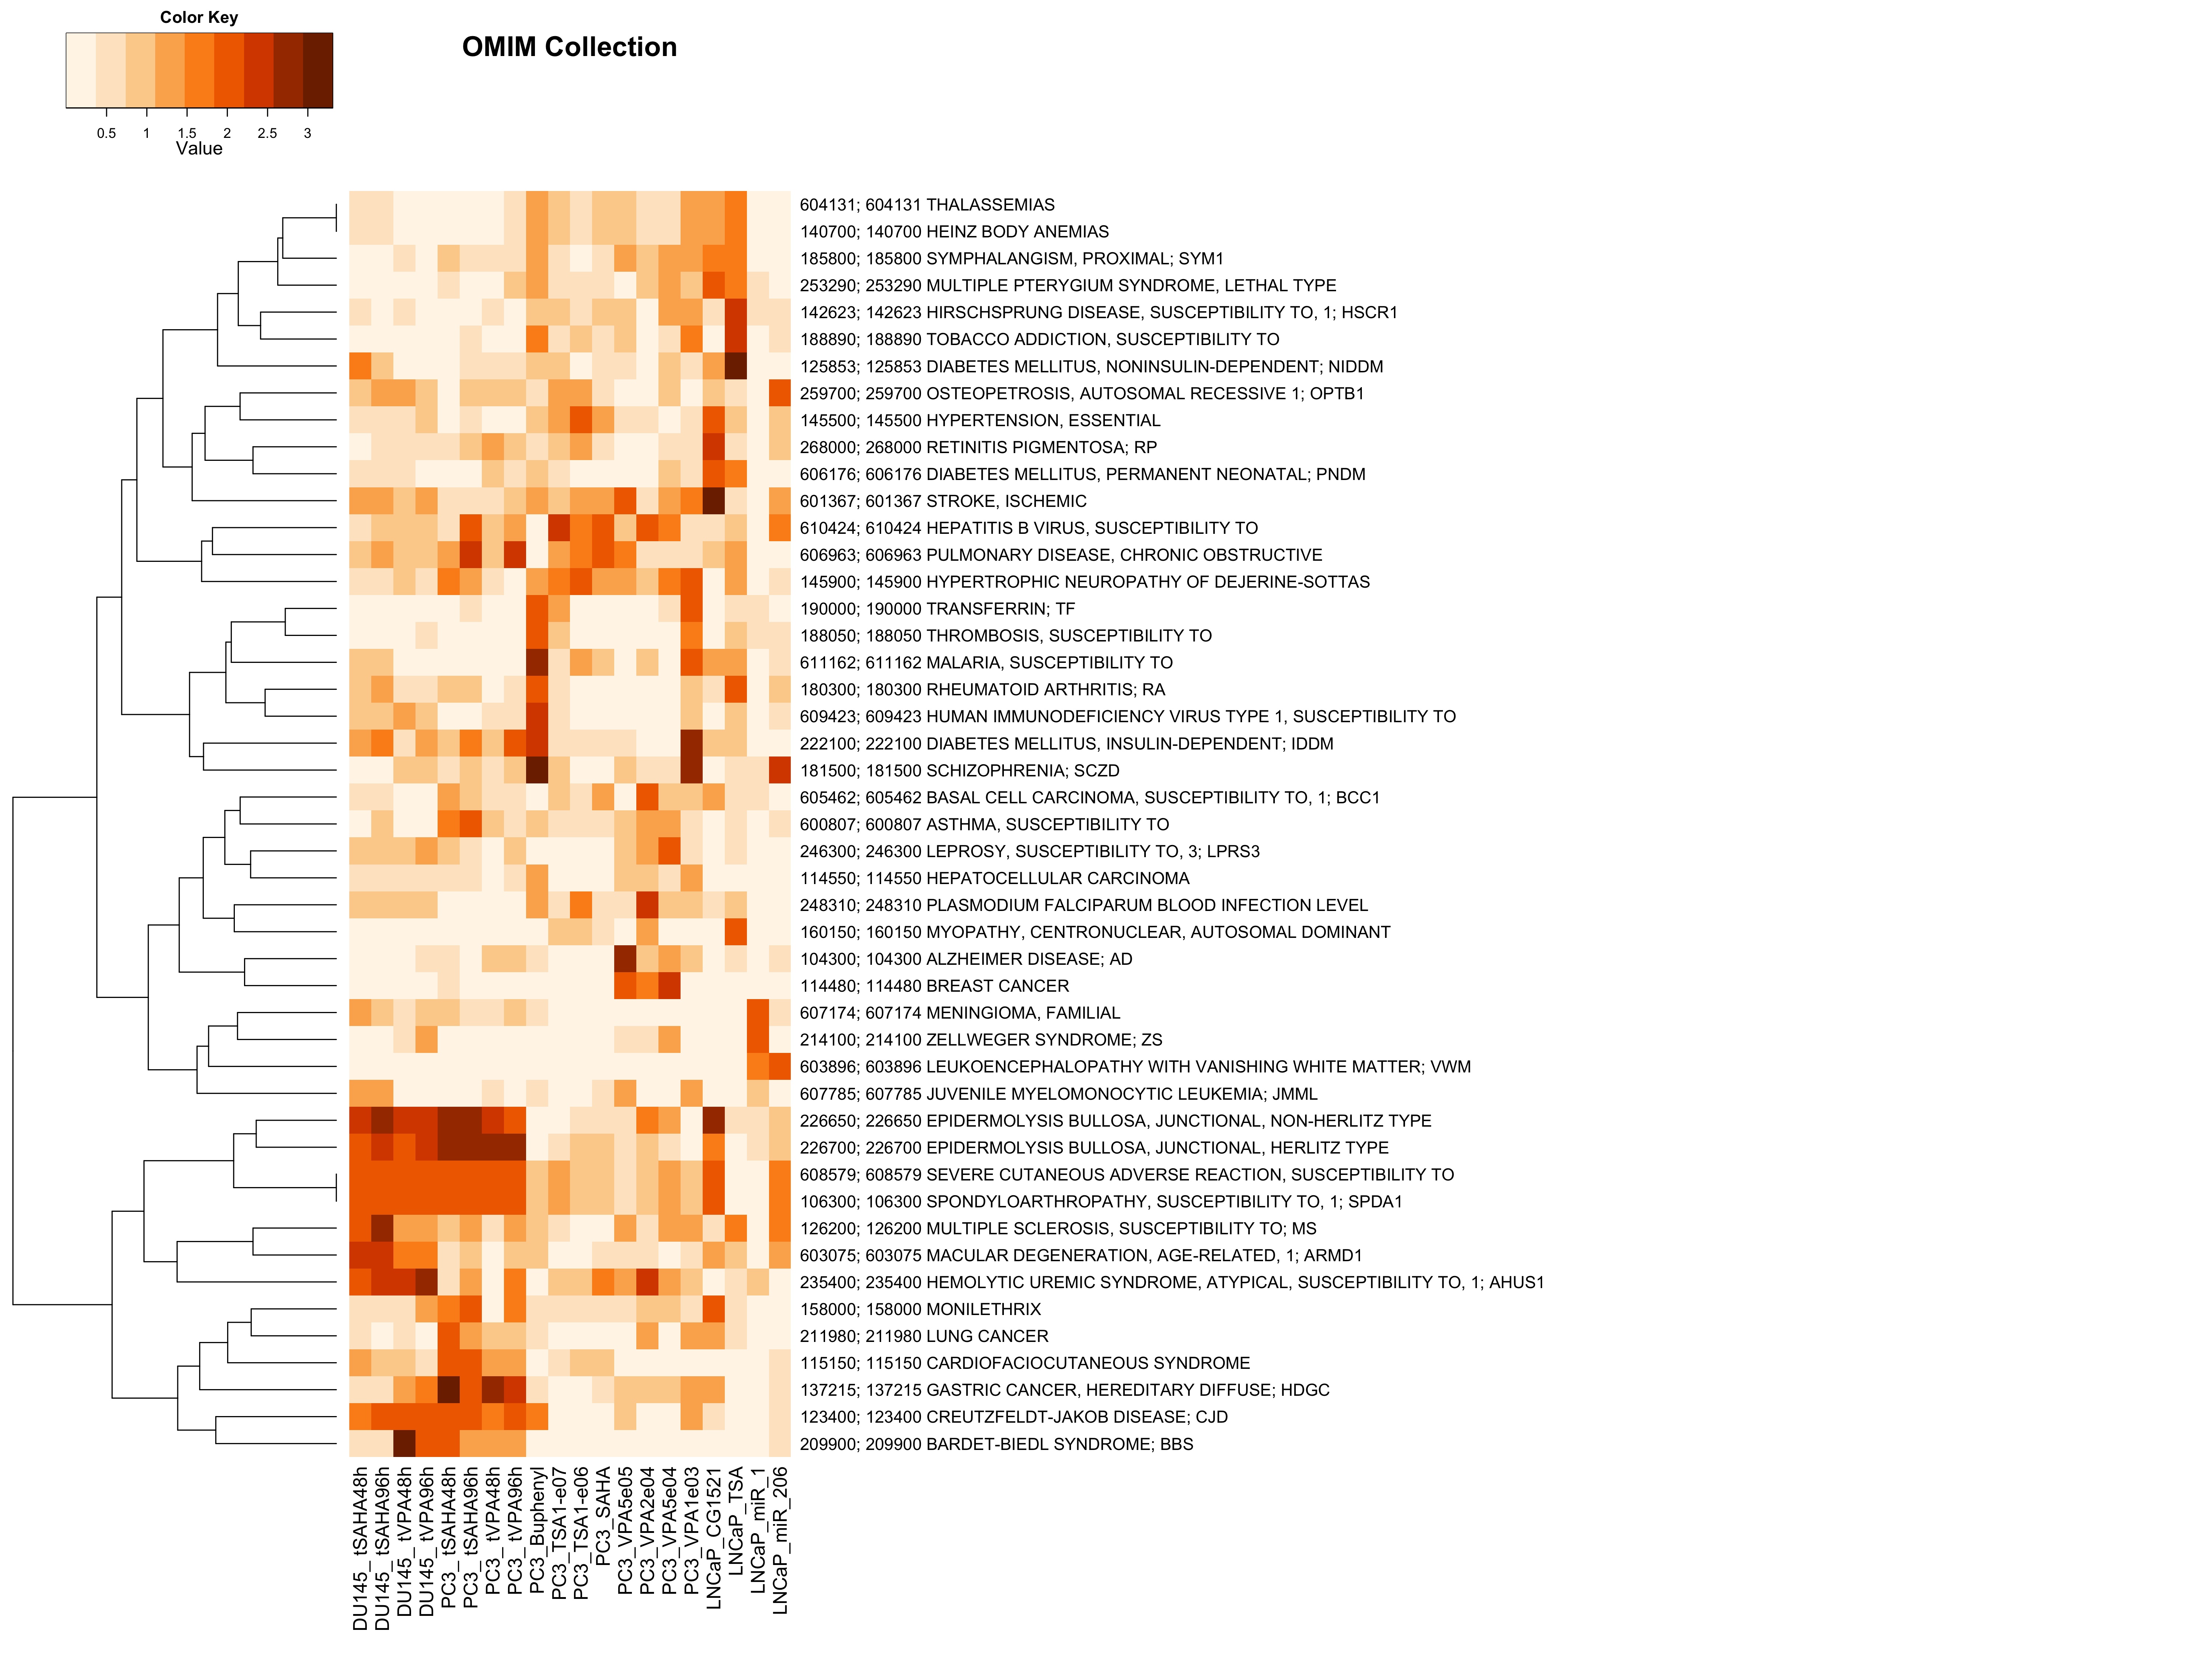 Color Key
OMIM Collection
0.5 1 1.5 2 2.5 3
Value
604131; 604131 THALASSEMIAS
140700; 140700 HEINZ BODY ANEMIAS
185800; 185800 SYMPHALANGISM, PROXIMAL; SYM1
253290; 253290 MULTIPLE PTERYGIUM SYNDROME, LETHAL TYPE
142623; 142623 HIRSCHSPRUNG DISEASE, SUSCEPTIBILITY TO, 1; HSCR1
188890; 188890 TOBACCO ADDICTION, SUSCEPTIBILITY TO
125853; 125853 DIABETES MELLITUS, NONINSULIN-DEPENDENT; NIDDM
259700; 259700 OSTEOPETROSIS, AUTOSOMAL RECESSIVE 1; OPTB1
145500; 145500 HYPERTENSION, ESSENTIAL
268000; 268000 RETINITIS PIGMENTOSA; RP
606176; 606176 DIABETES MELLITUS, PERMANENT NEONATAL; PNDM
601367; 601367 STROKE, ISCHEMIC
610424; 610424 HEPATITIS B VIRUS, SUSCEPTIBILITY TO
606963; 606963 PULMONARY DISEASE, CHRONIC OBSTRUCTIVE
145900; 145900 HYPERTROPHIC NEUROPATHY OF DEJERINE-SOTTAS
190000; 190000 TRANSFERRIN; TF
188050; 188050 THROMBOSIS, SUSCEPTIBILITY TO
611162; 611162 MALARIA, SUSCEPTIBILITY TO
180300; 180300 RHEUMATOID ARTHRITIS; RA
609423; 609423 HUMAN IMMUNODEFICIENCY VIRUS TYPE 1, SUSCEPTIBILITY TO
222100; 222100 DIABETES MELLITUS, INSULIN-DEPENDENT; IDDM
181500; 181500 SCHIZOPHRENIA; SCZD
605462; 605462 BASAL CELL CARCINOMA, SUSCEPTIBILITY TO, 1; BCC1
600807; 600807 ASTHMA, SUSCEPTIBILITY TO
246300; 246300 LEPROSY, SUSCEPTIBILITY TO, 3; LPRS3
114550; 114550 HEPATOCELLULAR CARCINOMA
248310; 248310 PLASMODIUM FALCIPARUM BLOOD INFECTION LEVEL
160150; 160150 MYOPATHY, CENTRONUCLEAR, AUTOSOMAL DOMINANT
104300; 104300 ALZHEIMER DISEASE; AD
114480; 114480 BREAST CANCER
607174; 607174 MENINGIOMA, FAMILIAL
214100; 214100 ZELLWEGER SYNDROME; ZS
603896; 603896 LEUKOENCEPHALOPATHY WITH VANISHING WHITE MATTER; VWM
607785; 607785 JUVENILE MYELOMONOCYTIC LEUKEMIA; JMML
226650; 226650 EPIDERMOLYSIS BULLOSA, JUNCTIONAL, NON-HERLITZ TYPE
226700; 226700 EPIDERMOLYSIS BULLOSA, JUNCTIONAL, HERLITZ TYPE
608579; 608579 SEVERE CUTANEOUS ADVERSE REACTION, SUSCEPTIBILITY TO
106300; 106300 SPONDYLOARTHROPATHY, SUSCEPTIBILITY TO, 1; SPDA1
126200; 126200 MULTIPLE SCLEROSIS, SUSCEPTIBILITY TO; MS
603075; 603075 MACULAR DEGENERATION, AGE-RELATED, 1; ARMD1
235400; 235400 HEMOLYTIC UREMIC SYNDROME, ATYPICAL, SUSCEPTIBILITY TO, 1; AHUS1
158000; 158000 MONILETHRIX
211980; 211980 LUNG CANCER
115150; 115150 CARDIOFACIOCUTANEOUS SYNDROME
137215; 137215 GASTRIC CANCER, HEREDITARY DIFFUSE; HDGC
123400; 123400 CREUTZFELDT-JAKOB DISEASE; CJD
209900; 209900 BARDET-BIEDL SYNDROME; BBS
DU145_ tSAHA48h
DU145_ tSAHA96h
DU145_ tVPA48h
DU145_ tVPA96h
PC3_ tSAHA48h
PC3_ tSAHA96h
PC3_ tVPA48h
PC3_ tVPA96h
PC3_Buphenyl
PC3_TSA1-e07
PC3_TSA1-e06
PC3_SAHA
PC3_VPA5e05
PC3_VPA2e04
PC3_VPA5e04
PC3_VPA1e03
LNCaP_CG1521
LNCaP_TSA
LNCaP_miR_1
LNCaP_miR_206